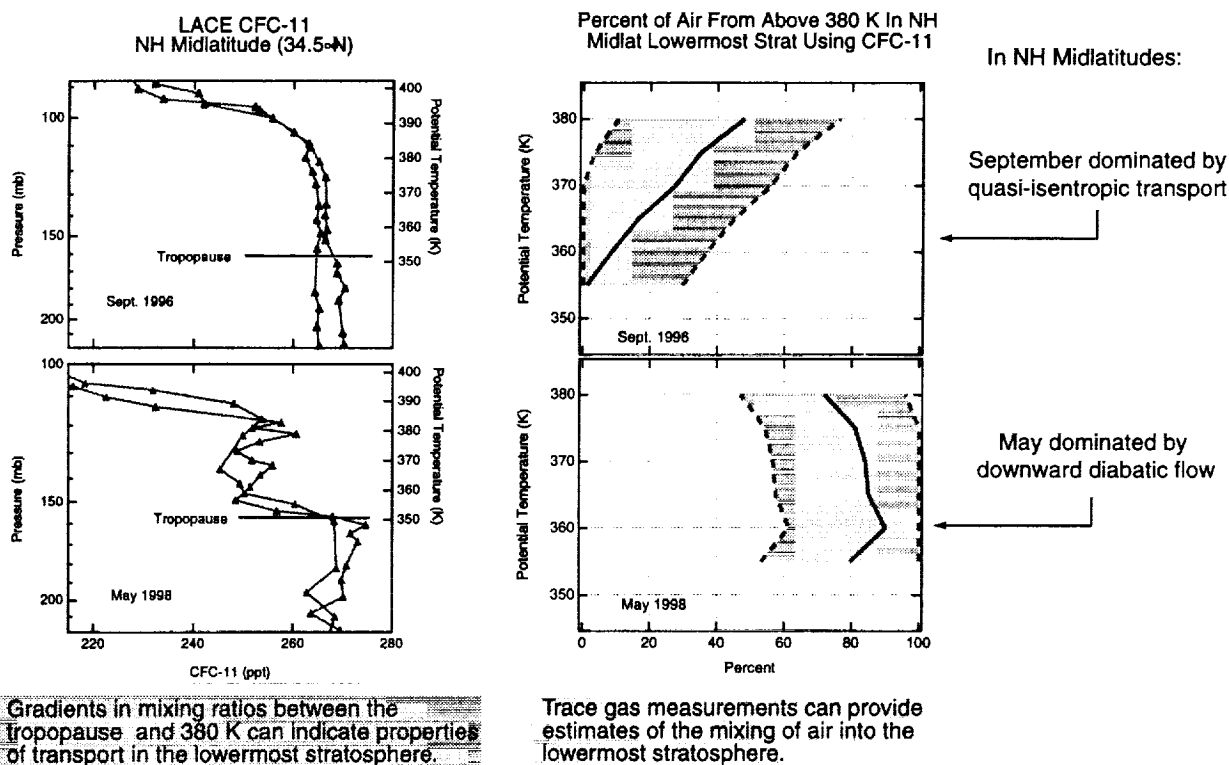 LACE CFC-11
NH Midlatitude (34.5°N)
100
150
200
Pressure (mb)
400
390
380
370
360
350
Potential Temperature (K)
Tropopause
Sept. 1996
100
150
200
Pressure (mb)
400
390
380
370
360
350
Potential Temperature (K)
Tropopause
May 1998
220
240
260
280
CFC-11 (ppt)
Gradients in mixing ratios between the
tropopause and 380 K can indicate properties
of transport in the lowermost stratosphere.
Percent of Air From Above 380 K In NH
Midlat Lowermost Strat Using CFC-11
380
370
360
350
Potential Temperature (K)
Sept. 1996
380
370
360
350
Potential Temperature (K)
May 1998
0
20
40
60
80
100
Percent
Trace gas measurements can provide
estimates of the mixing of air into the
lowermost stratosphere.
In NH Midlatitudes:
September dominated by
quasi-isentropic transport
May dominated by
downward diabatic flow